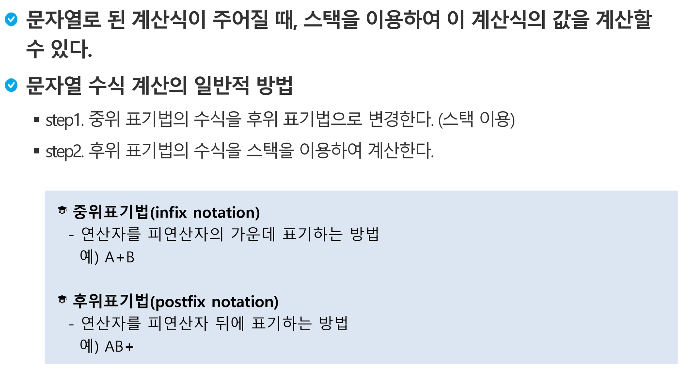 문자열로 된 계산식이 주어질 때, 스택을 이용하여 이 계산식의 값을 계산할
수 있다.
문자열 수식 계산의 일반적 방법
▪ step1. 중위 표기법의 수식을 후위 표기법으로 변경한다. (스택 이용)
▪ step2. 후위 표기법의 수식을 스택을 이용하여 계산한다.
중위표기법(infix notation)
- 연산자를 피연산자의 가운데 표기하는 방법
예) A+B
후위표기법(postfix notation)
- 연산자를 피연산자 뒤에 표기하는 방법
예) AB+